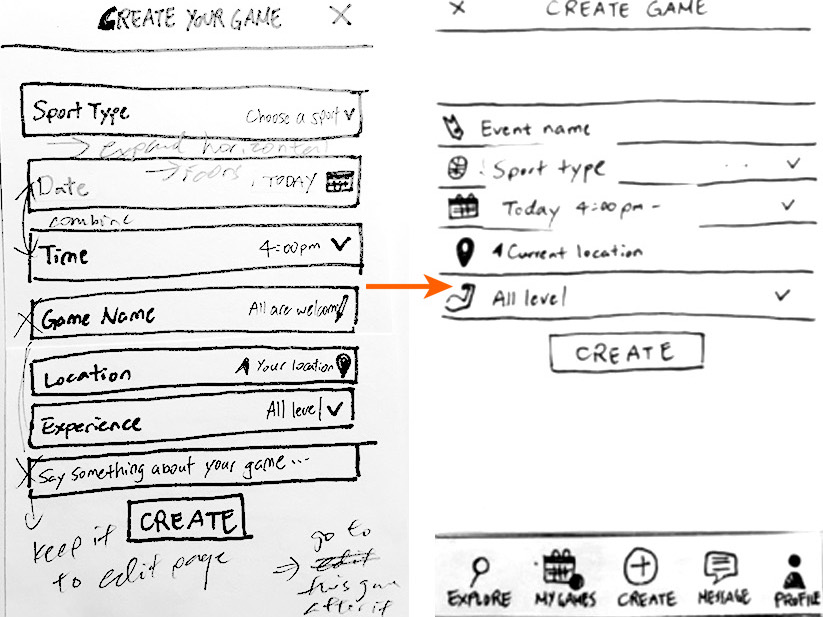 CREATE YOUR GAME X
Sport Type Choose a sport
→ expand horizontal
→
Date TODAY
combine
Time 4:00pm
Game Name All are welcome
Location Your location
Experience All level
Say something about your game...
CREATE
keep it
to edit page
go to
⇒ edit
this game
after it
X CREATE GAME
Event name
Sport type
Today 4:00pm -
Current location
All level
CREATE
EXPLORE MY GAMES CREATE MESSAGE PROFILE